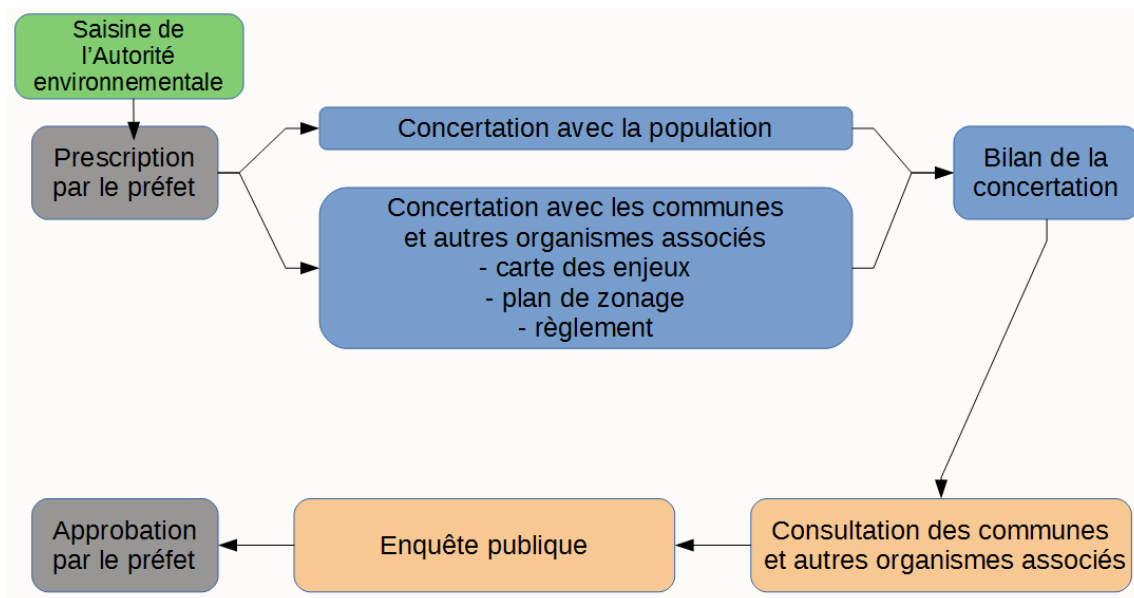 Saisine de
l'Autorité
environnementale
Prescription
par le préfet
Concertation avec la population
Concertation avec les communes
et autres organismes associés
- carte des enjeux
- plan de zonage
- règlement
Bilan de la
concertation
Consultation des communes
et autres organismes associés
Enquête publique
Approbation
par le préfet